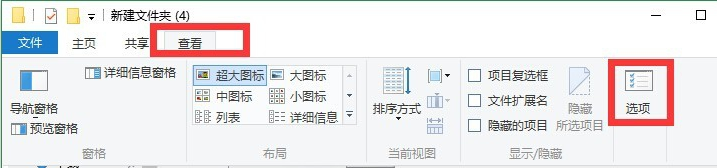 新建文件夹 (4)
文件 主页 共享 查看
导航窗格
预览窗格
详细信息窗格
窗格
超大图标 大图标
中图标 小图标
列表 详细信息
布局
排序方式
当前视图
项目复选框
文件扩展名
隐藏的项目
隐藏
所选项目
显示/隐藏
选项